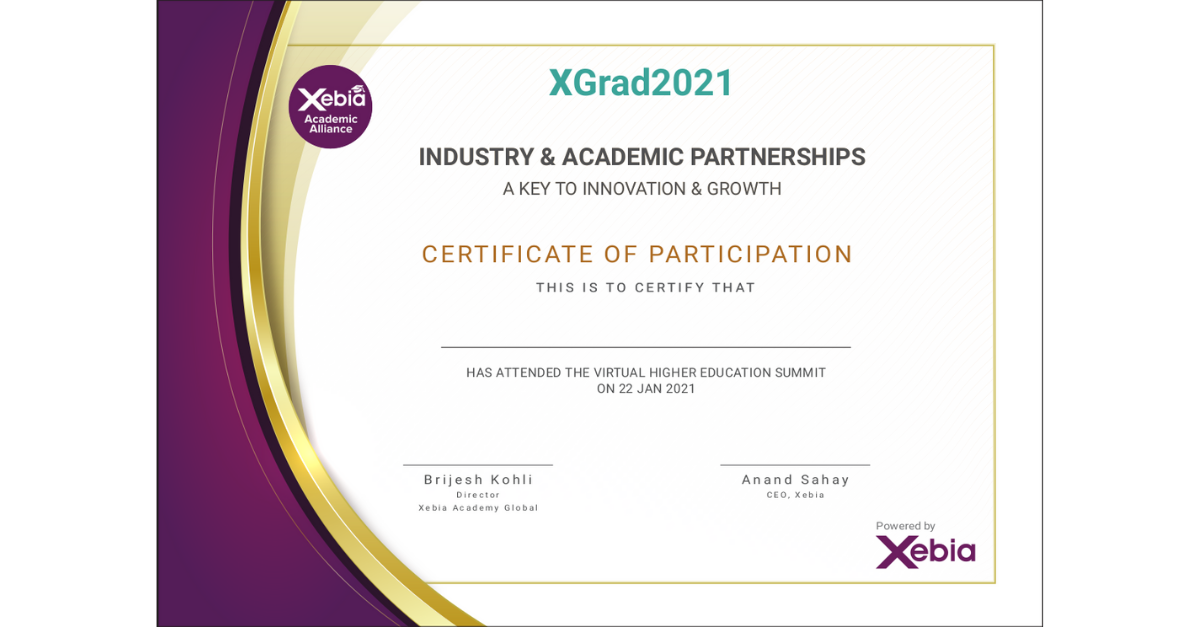 Xebia
Academic
Alliance
XGrad2021
INDUSTRY & ACADEMIC PARTNERSHIPS
A KEY TO INNOVATION & GROWTH
CERTIFICATE OF PARTICIPATION
THIS IS TO CERTIFY THAT
HAS ATTENDED THE VIRTUAL HIGHER EDUCATION SUMMIT
ON 22 JAN 2021
Brijesh Kohli
Director
Xebia Academy Global
Anand Sahay
CEO, Xebia
Powered by
Xebia